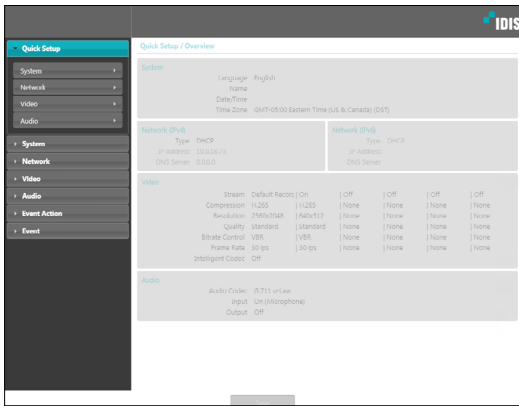 IDIS
Quick Setup
System
Network
Video
Audio
System
Network
Video
Audio
Event Action
Event
Quick Setup / Overview
System
Language English
Name
Date/Time
Time Zone GMT-05:00 Eastern Time (US & Canada) (DST)
Network (IPv4)
Type DHCP
IP Address
DNS Server 0.0.0.0
Network (IPv6)
Type DHCP
IP Address
DNS Server
Video
Stream Default Record | On | Off | Off | Off | Off
Compression H.265 | H.265 | None | None | None | None
Resolution 2560x2048 | 640x512 | None | None | None | None
Quality Standard | Standard | None | None | None | None
Bitrate Control VBR | VBR | None | None | None | None
Frame Rate 30 ips | 30 ips | None | None | None | None
Intelligent Codec Off
Audio
Audio Codec G.711 u-Law
Input On (Microphone)
Output Off